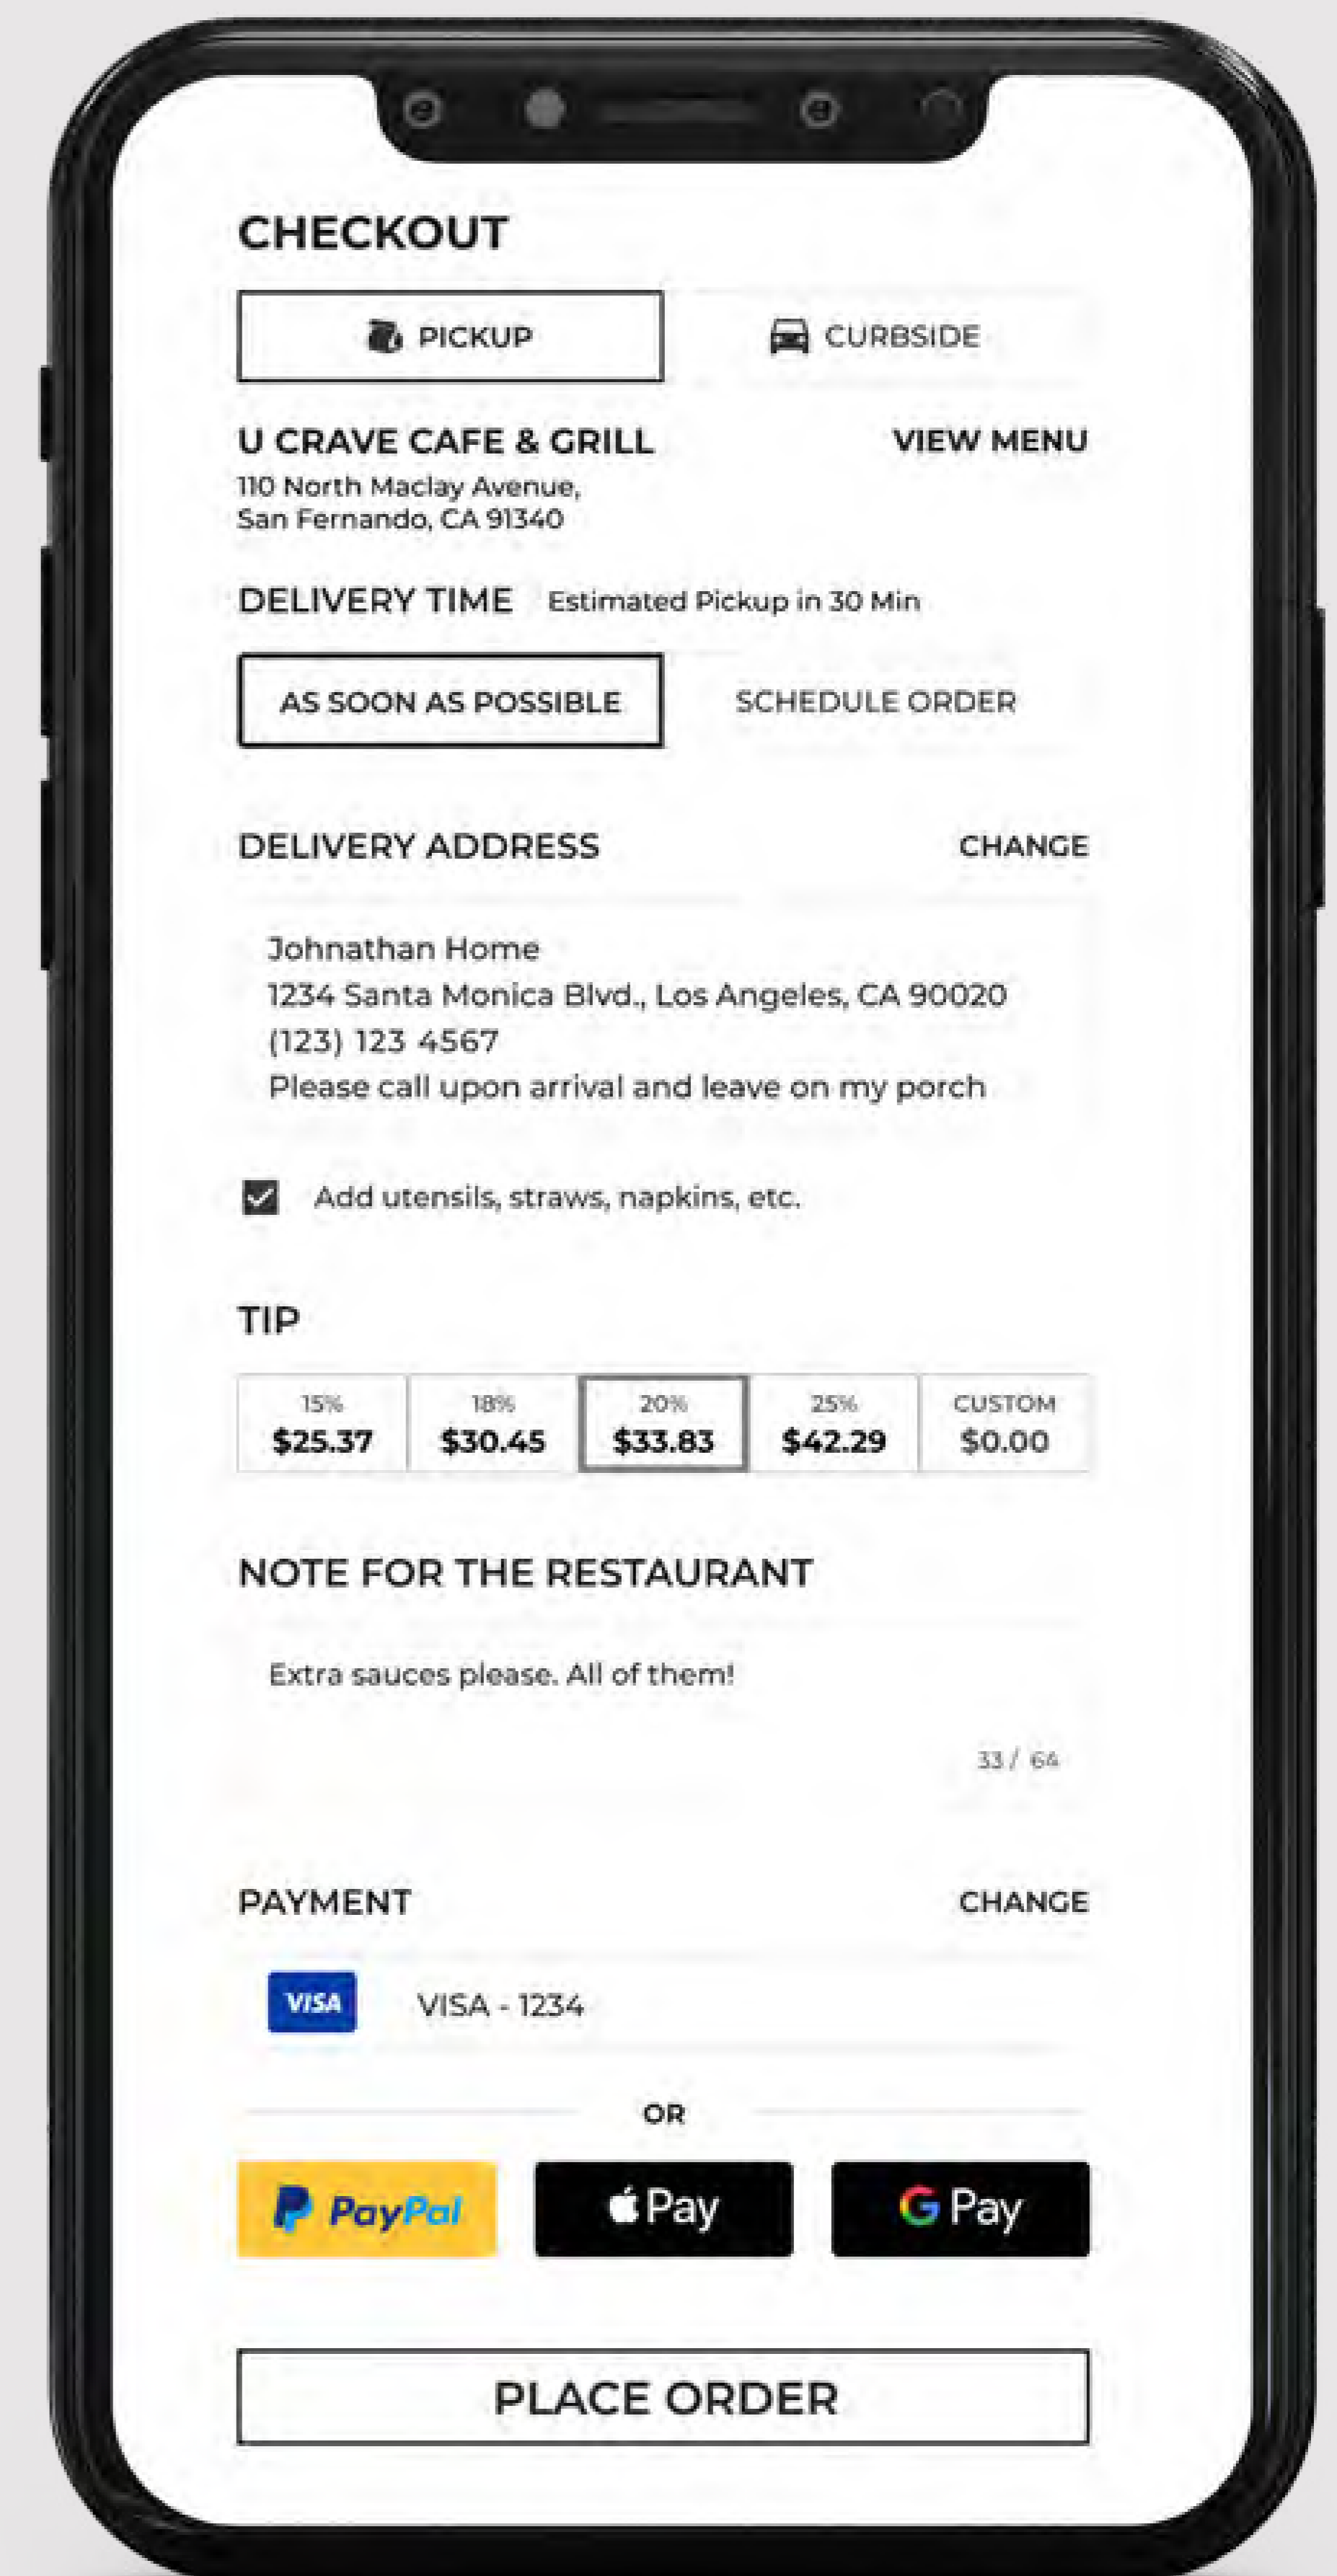 CHECKOUT
PICKUP
CURBSIDE
U CRAVE CAFE & GRILL
VIEW MENU
110 North Maclay Avenue,
San Fernando, CA 91340
DELIVERY TIME Estimated Pickup in 30 Min
AS SOON AS POSSIBLE
SCHEDULE ORDER
DELIVERY ADDRESS
CHANGE
Johnathan Home
1234 Santa Monica Blvd., Los Angeles, CA 90020
(123) 123 4567
Please call upon arrival and leave on my porch
Add utensils, straws, napkins, etc.
TIP
15%
$25.37
18%
$30.45
20%
$33.83
25%
$42.29
CUSTOM
$0.00
NOTE FOR THE RESTAURANT
Extra sauces please. All of them!
33 / 64
PAYMENT
CHANGE
VISA
VISA - 1234
OR
PayPal
Pay
G Pay
PLACE ORDER